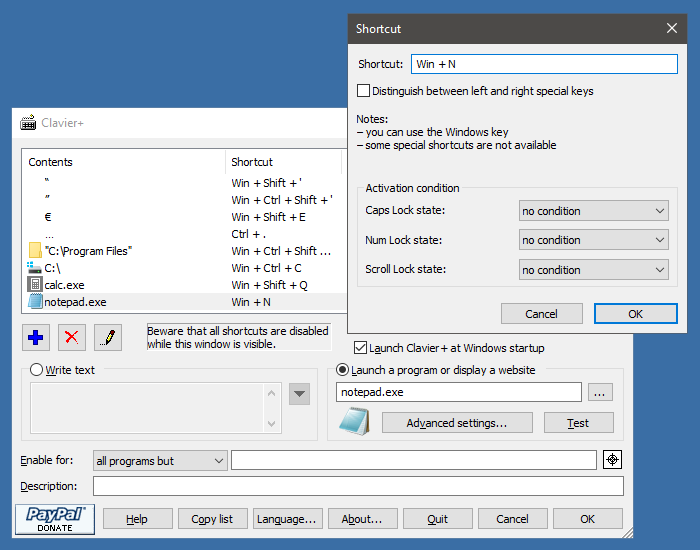 Shortcut
Shortcut: Win + N
Distinguish between left and right special keys
Notes:
– you can use the Windows key
– some special shortcuts are not available
Activation condition
Caps Lock state: no condition
Num Lock state: no condition
Scroll Lock state: no condition
Cancel OK
Clavier+
Contents Shortcut
“ Win + Shift + '
” Win + Ctrl + Shift + '
€ Win + Shift + E
… Ctrl + .
"C:\Program Files" Win + Ctrl + Shift ...
C:\ Win + Ctrl + C
calc.exe Win + Shift + Q
notepad.exe Win + N
Beware that all shortcuts are disabled
while this window is visible.
Launch Clavier+ at Windows startup
Write text
Launch a program or display a website
notepad.exe ...
Advanced settings... Test
Enable for: all programs but
Description:
PayPal
DONATE
Help Copy list Language... About... Quit Cancel OK